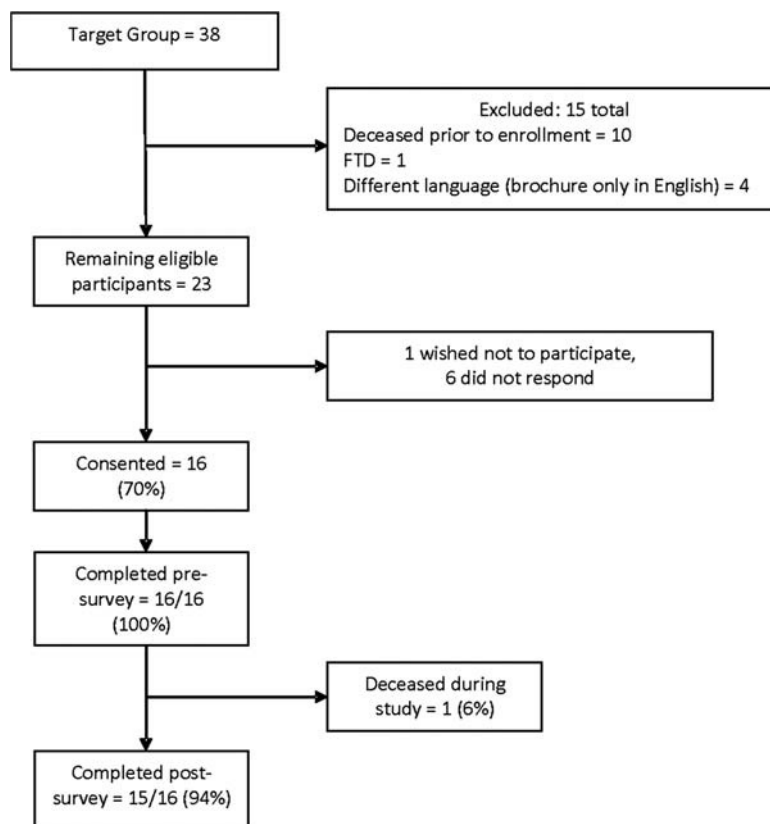 Target Group = 38
Excluded: 15 total
Deceased prior to enrollment = 10
FTD = 1
Different language (brochure only in English) = 4
Remaining eligible
participants = 23
1 wished not to participate,
6 did not respond
Consented = 16
(70%)
Completed pre-
survey = 16/16
(100%)
Deceased during
study = 1 (6%)
Completed post-
survey = 15/16 (94%)